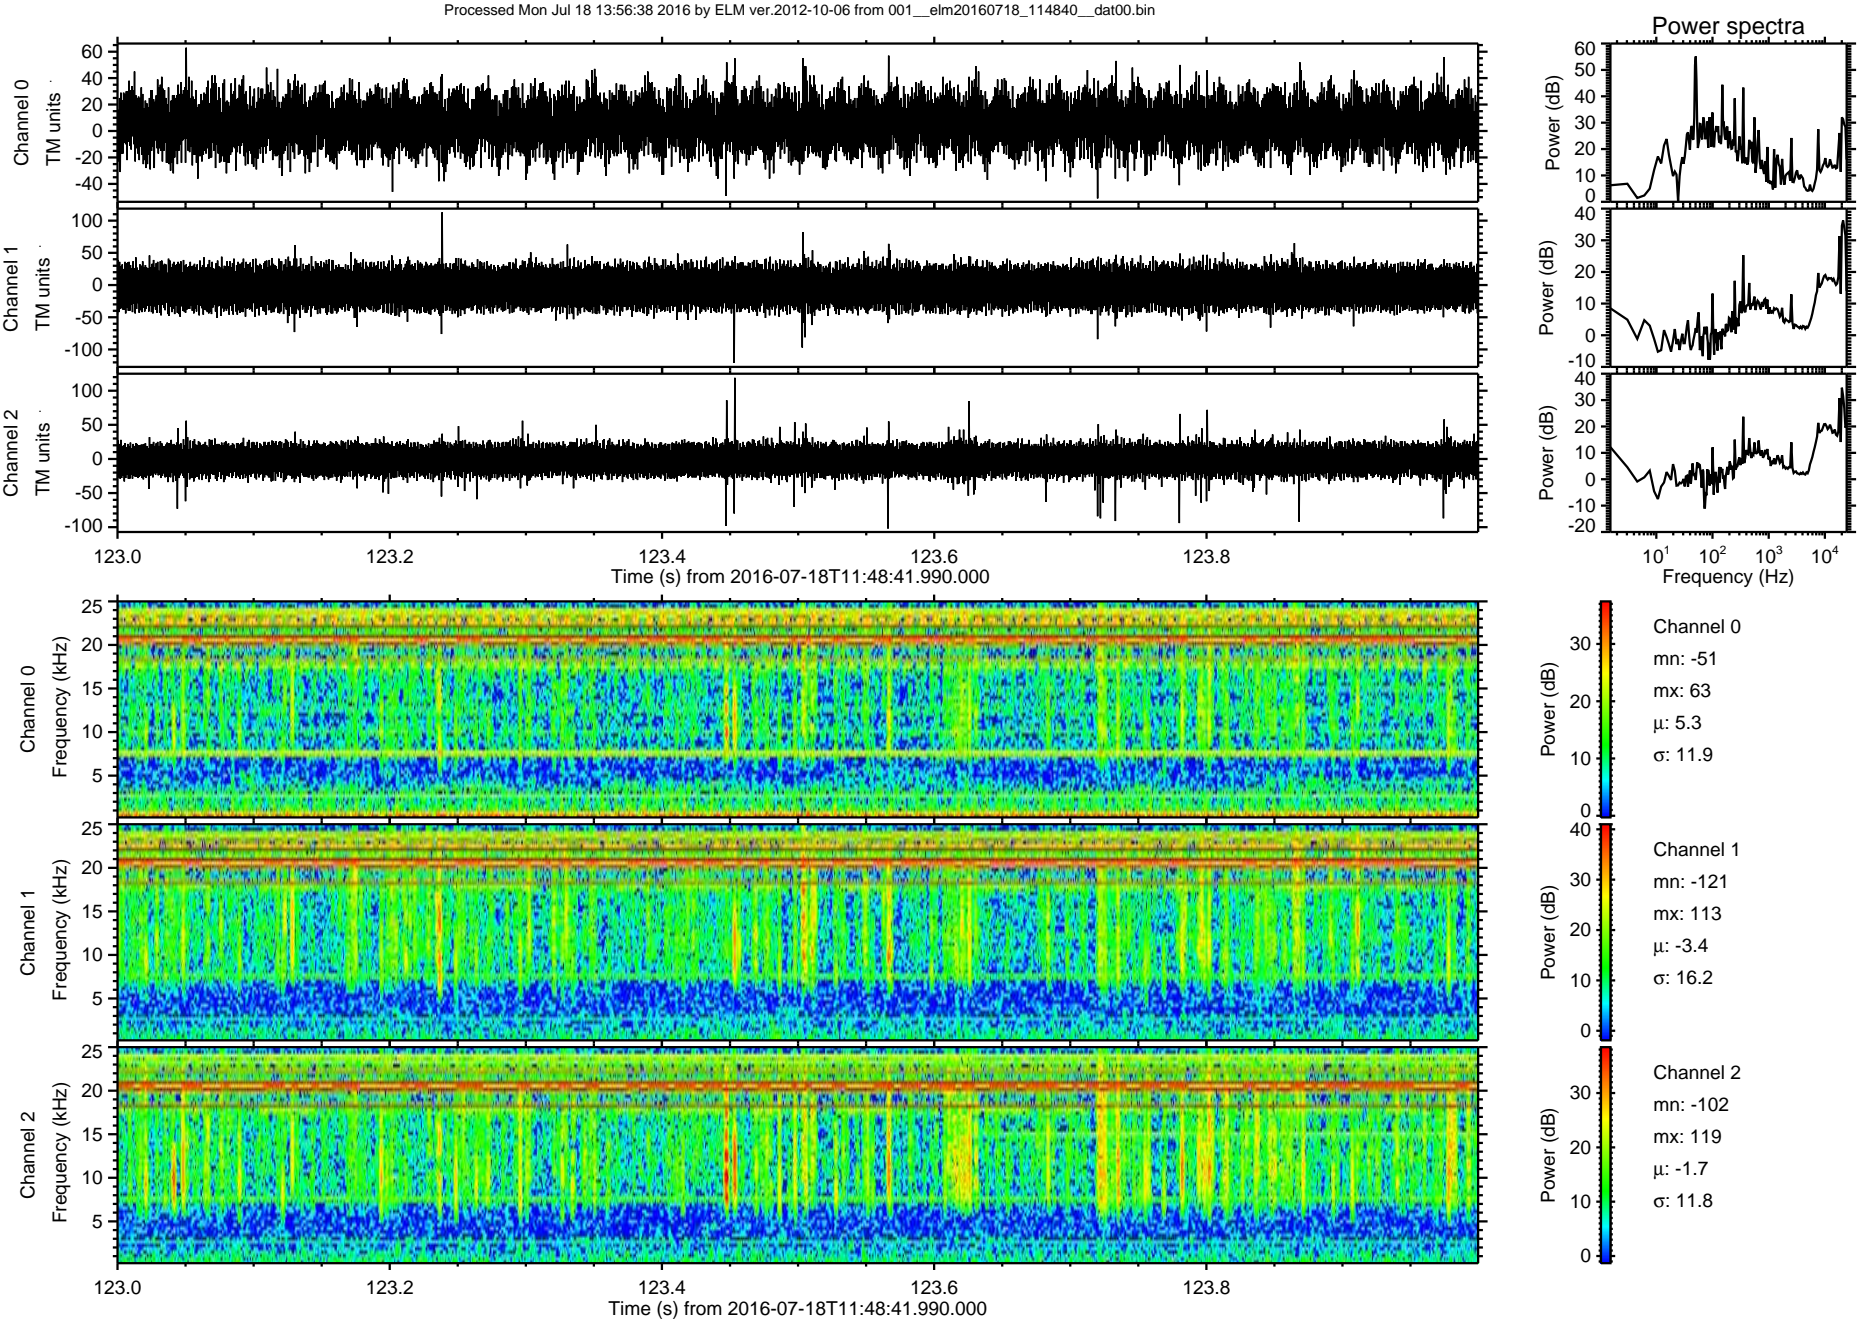 Processed Mon Jul 18 13:56:38 2016 by ELM ver.2012-10-06 from 001__elm20160718_114840__dat00.bin
Power spectra
Channel 0
TM units
60
40
20
0
-20
-40
Power (dB)
60
50
40
30
20
10
0
Channel 1
TM units
100
50
0
-50
-100
Power (dB)
40
30
20
10
0
-10
Channel 2
TM units
100
50
0
-50
-100
Power (dB)
40
30
20
10
0
-10
-20
123.0 123.2 123.4 123.6 123.8
Time (s) from 2016-07-18T11:48:41.990.000
10¹ 10² 10³ 10⁴
Frequency (Hz)
Channel 0
Frequency (kHz)
25
20
15
10
5
Power (dB)
30
20
10
0
Channel 0
mn: -51
mx: 63
μ: 5.3
σ: 11.9
Channel 1
Frequency (kHz)
25
20
15
10
5
Power (dB)
40
30
20
10
0
Channel 1
mn: -121
mx: 113
μ: -3.4
σ: 16.2
Channel 2
Frequency (kHz)
25
20
15
10
5
Power (dB)
30
20
10
0
Channel 2
mn: -102
mx: 119
μ: -1.7
σ: 11.8
123.0 123.2 123.4 123.6 123.8
Time (s) from 2016-07-18T11:48:41.990.000